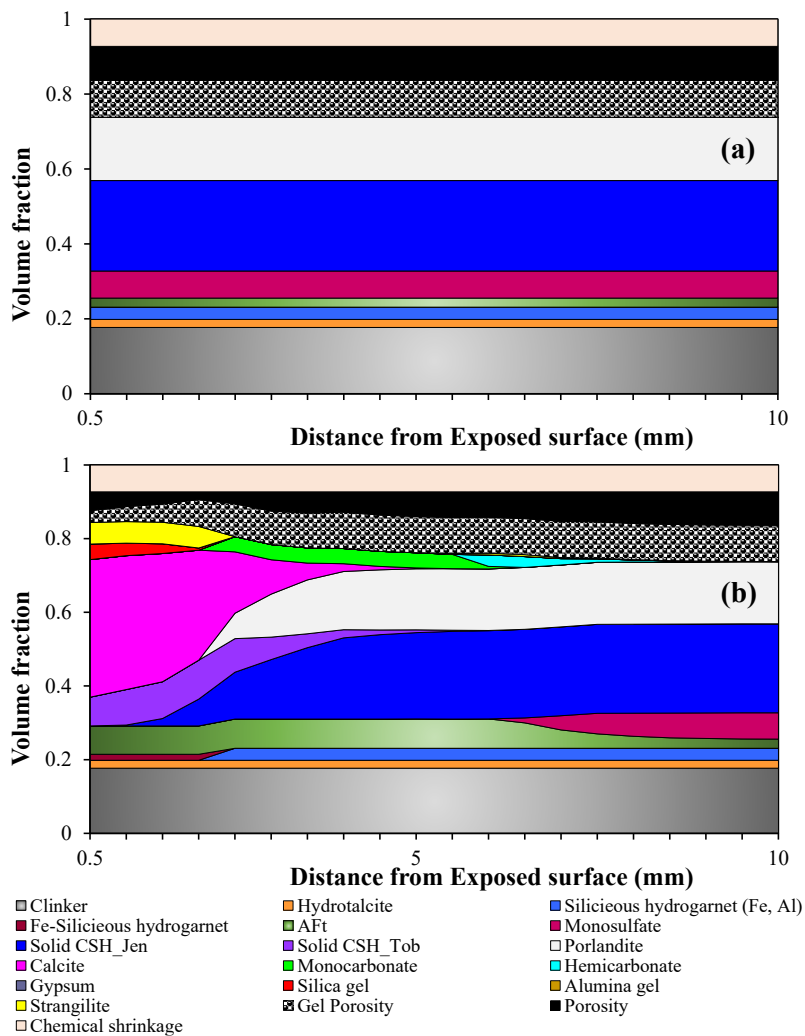 1
0.8
0.6
0.4
0.2
0
Volume fraction
(a)
0.5 10
Distance from Exposed surface (mm)
1
0.8
0.6
0.4
0.2
0
Volume fraction
(b)
0.5 5 10
Distance from Exposed surface (mm)
Clinker Hydrotalcite Silicieous hydrogarnet (Fe, Al)
Fe-Silicieous hydrogarnet AFt Monosulfate
Solid CSH_Jen Solid CSH_Tob Porlandite
Calcite Monocarbonate Hemicarbonate
Gypsum Silica gel Alumina gel
Strangilite Gel Porosity Porosity
Chemical shrinkage